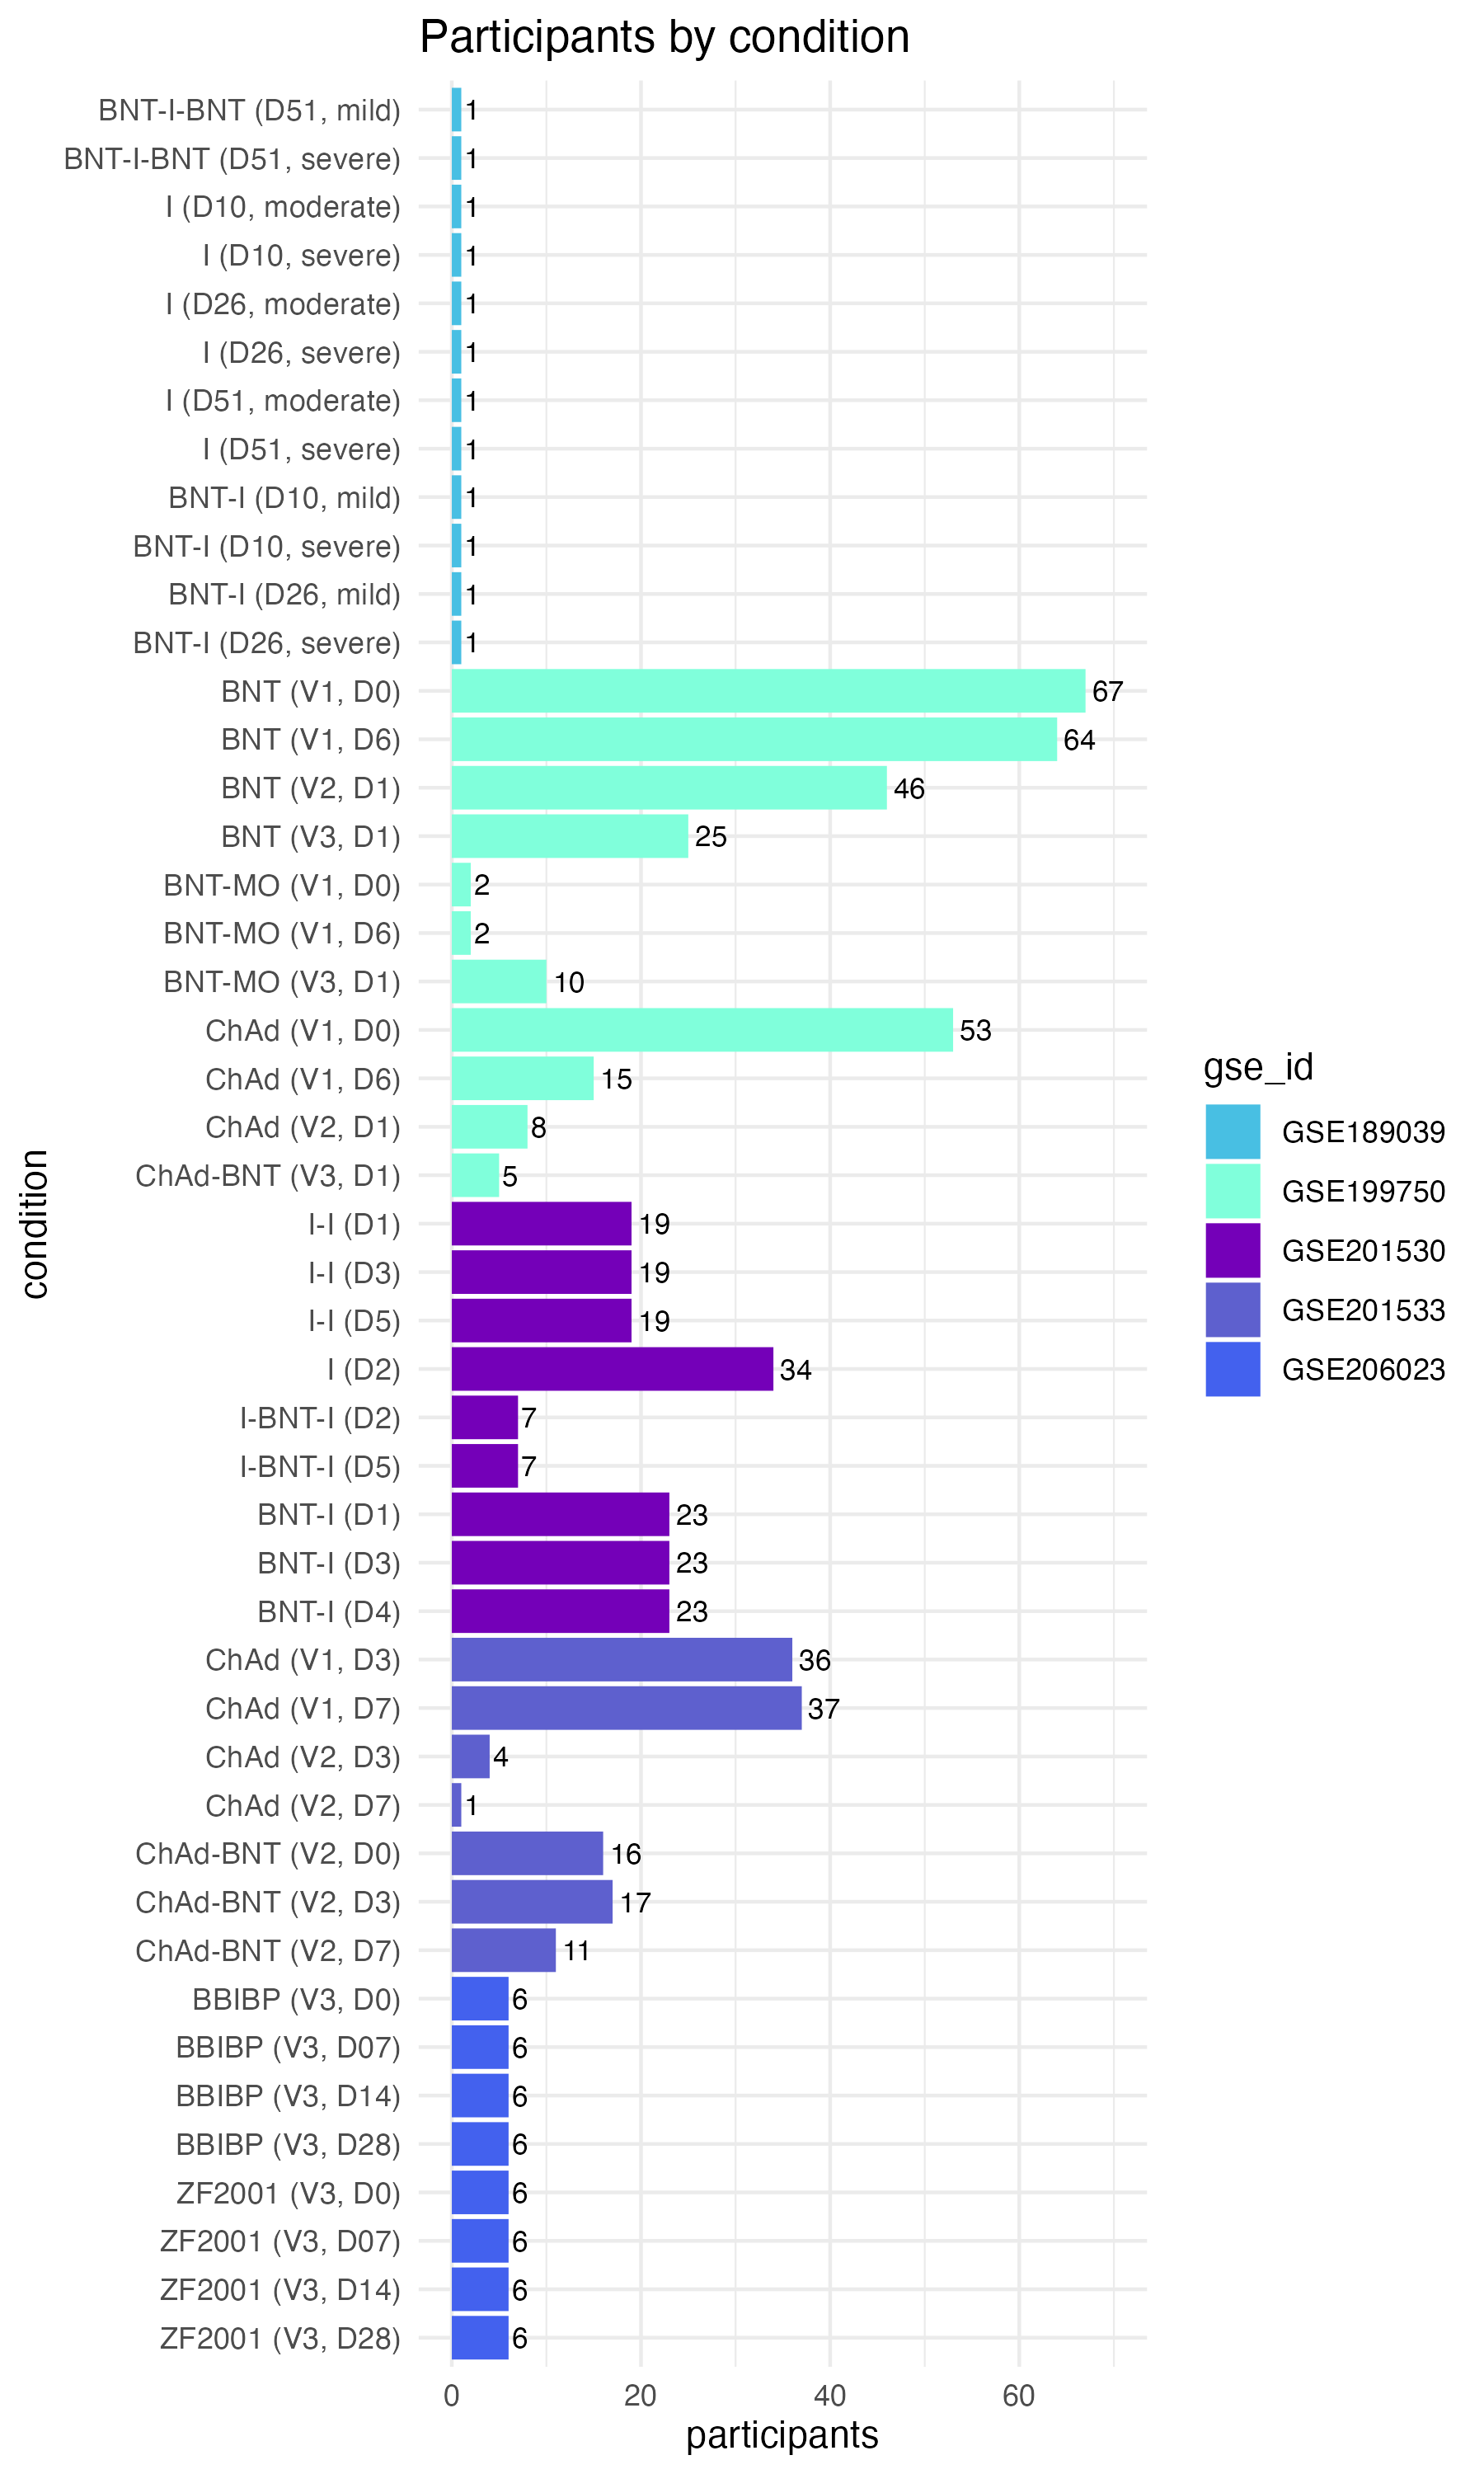 Participants by condition
BNT-I-BNT (D51, mild) 1
BNT-I-BNT (D51, severe) 1
I (D10, moderate) 1
I (D10, severe) 1
I (D26, moderate) 1
I (D26, severe) 1
I (D51, moderate) 1
I (D51, severe) 1
BNT-I (D10, mild) 1
BNT-I (D10, severe) 1
BNT-I (D26, mild) 1
BNT-I (D26, severe) 1
BNT (V1, D0) 67
BNT (V1, D6) 64
BNT (V2, D1) 46
BNT (V3, D1) 25
BNT-MO (V1, D0) 2
BNT-MO (V1, D6) 2
BNT-MO (V3, D1) 10
ChAd (V1, D0) 53
ChAd (V1, D6) 15
ChAd (V2, D1) 8
ChAd-BNT (V3, D1) 5
I-I (D1) 19
I-I (D3) 19
I-I (D5) 19
I (D2) 34
I-BNT-I (D2) 7
I-BNT-I (D5) 7
BNT-I (D1) 23
BNT-I (D3) 23
BNT-I (D4) 23
ChAd (V1, D3) 36
ChAd (V1, D7) 37
ChAd (V2, D3) 4
ChAd (V2, D7) 1
ChAd-BNT (V2, D0) 16
ChAd-BNT (V2, D3) 17
ChAd-BNT (V2, D7) 11
BBIBP (V3, D0) 6
BBIBP (V3, D07) 6
BBIBP (V3, D14) 6
BBIBP (V3, D28) 6
ZF2001 (V3, D0) 6
ZF2001 (V3, D07) 6
ZF2001 (V3, D14) 6
ZF2001 (V3, D28) 6
0 20 40 60
participants
condition
gse_id
GSE189039
GSE199750
GSE201530
GSE201533
GSE206023